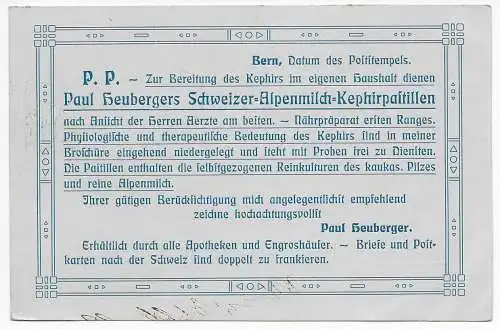 Bern, Datum des Poststempels.
P. P. – Zur Bereitung des Kephirs im eigenen Haushalt dienen
Paul Heubergers Schweizer=Alpenmilch=Kephirpastillen
nach Ansicht der Herren Aerzte am besten. – Nährpräparat ersten Ranges.
Physiologische und therapeutische Bedeutung des Kephirs sind in meiner
Broschüre eingehend niedergelegt und steht mit Proben frei zu Diensten.
Die Pastillen enthalten die selbstgezogenen Reinkulturen des kaukas. Pilzes
und reine Alpenmilch.
Ihrer gütigen Berücksichtigung mich angelegentlichst empfehlend
zeichne hochachtungsvollst
Paul Heuberger.
Erhältlich durch alle Apotheken und Engroshäuser. – Briefe und Post-
karten nach der Schweiz sind doppelt zu frankieren.